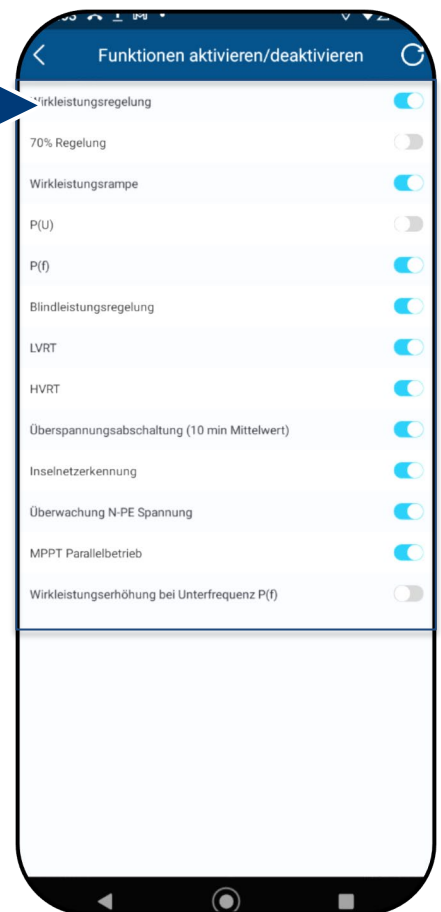 Funktionen aktivieren/deaktivieren
Wirkleistungsregelung
70% Regelung
Wirkleistungsrampe
P(U)
P(f)
Blindleistungsregelung
LVRT
HVRT
Überspannungsabschaltung (10 min Mittelwert)
Inselnetzerkennung
Überwachung N-PE Spannung
MPPT Parallelbetrieb
Wirkleistungserhöhung bei Unterfrequenz P(f)